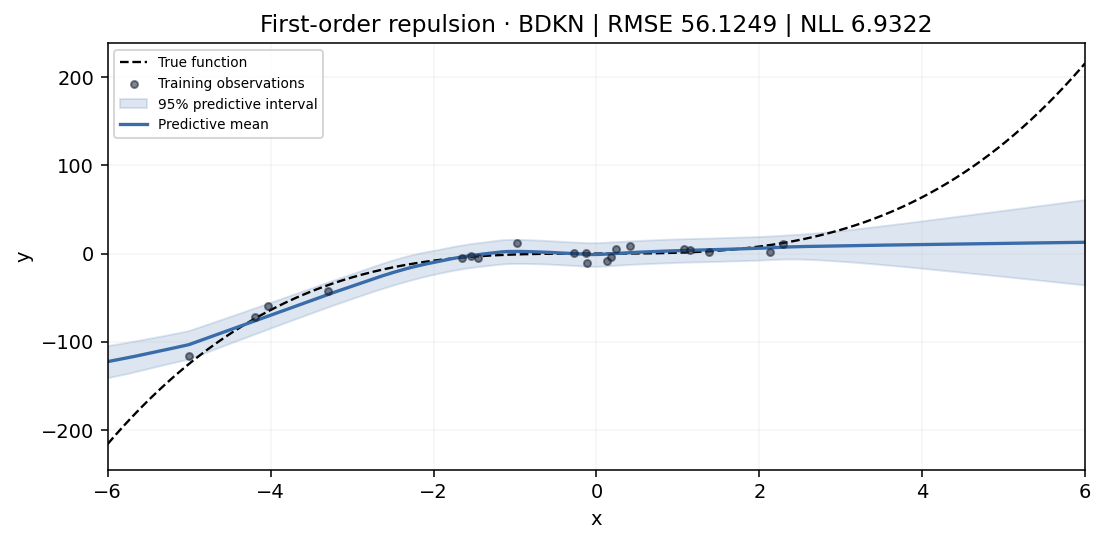 First-order repulsion · BDKN | RMSE 56.1249 | NLL 6.9322
True function
Training observations
95% predictive interval
Predictive mean
200
100
0
−100
−200
y
−6
−4
−2
0
2
4
6
x